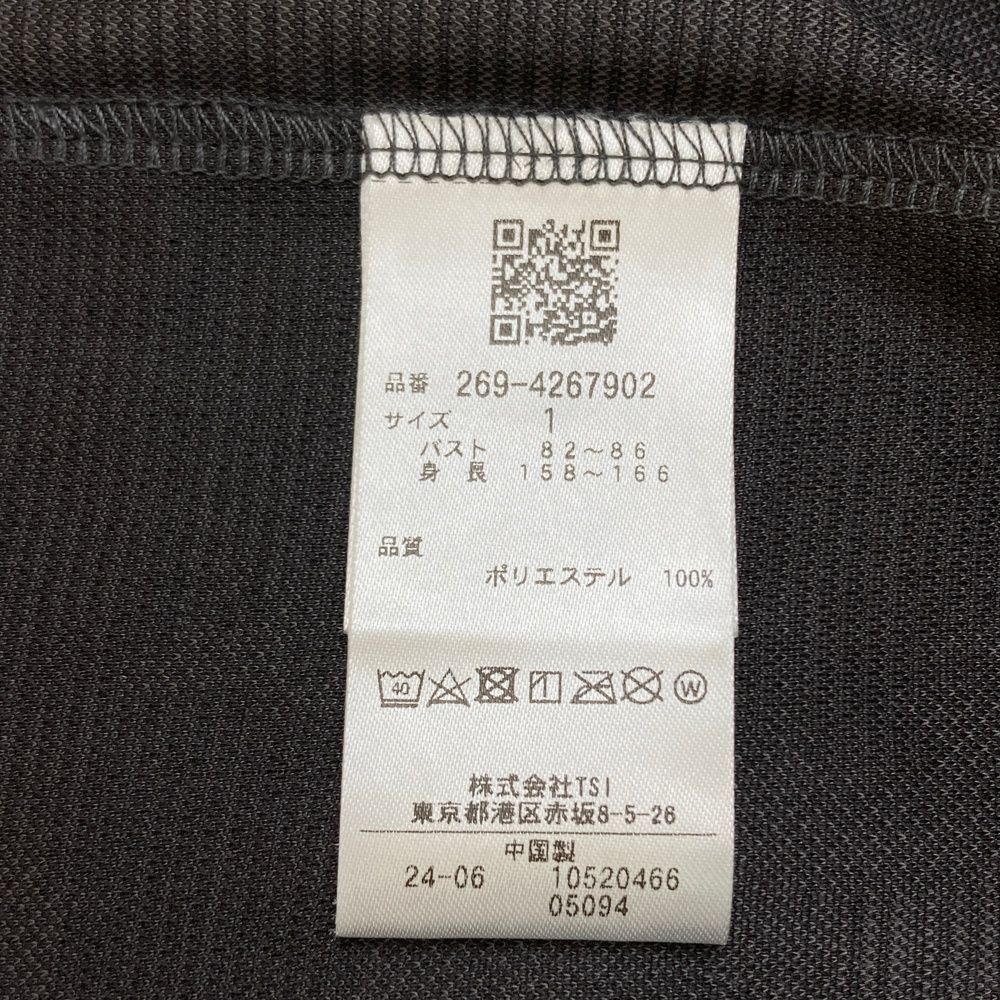 品番 269-4267902
サイズ 1
バスト 82~86
身長 158~166
品質
ポリエステル 100%
40 W
株式会社TSI
東京都港区赤坂8-5-26
中国製
24-06 10520466
05094